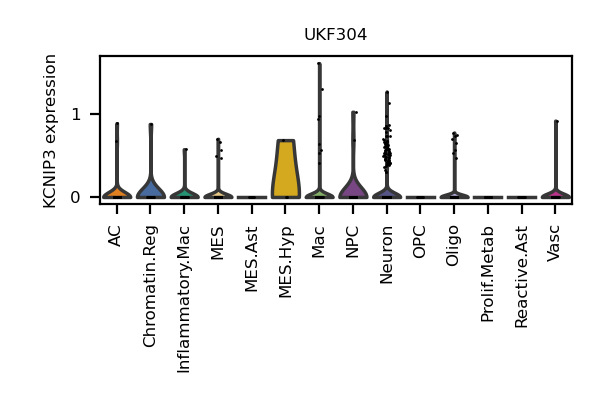 UKF304
KCNIP3 expression
1
0
AC
Chromatin.Reg
Inflammatory.Mac
MES
MES.Ast
MES.Hyp
Mac
NPC
Neuron
OPC
Oligo
Prolif.Metab
Reactive.Ast
Vasc